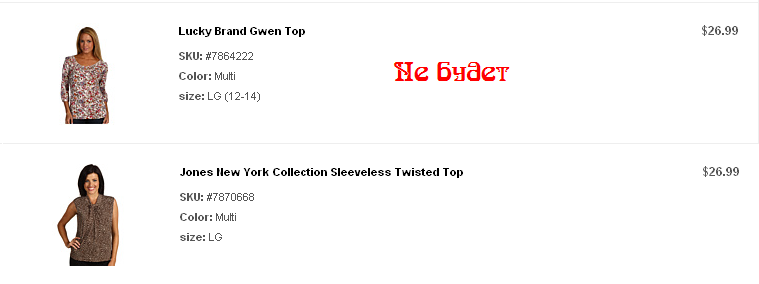 Lucky Brand Gwen Top $26.99
SKU: #7864222
Не будет
Color: Multi
size: LG (12-14)
Jones New York Collection Sleeveless Twisted Top $26.99
SKU: #7870668
Color: Multi
size: LG